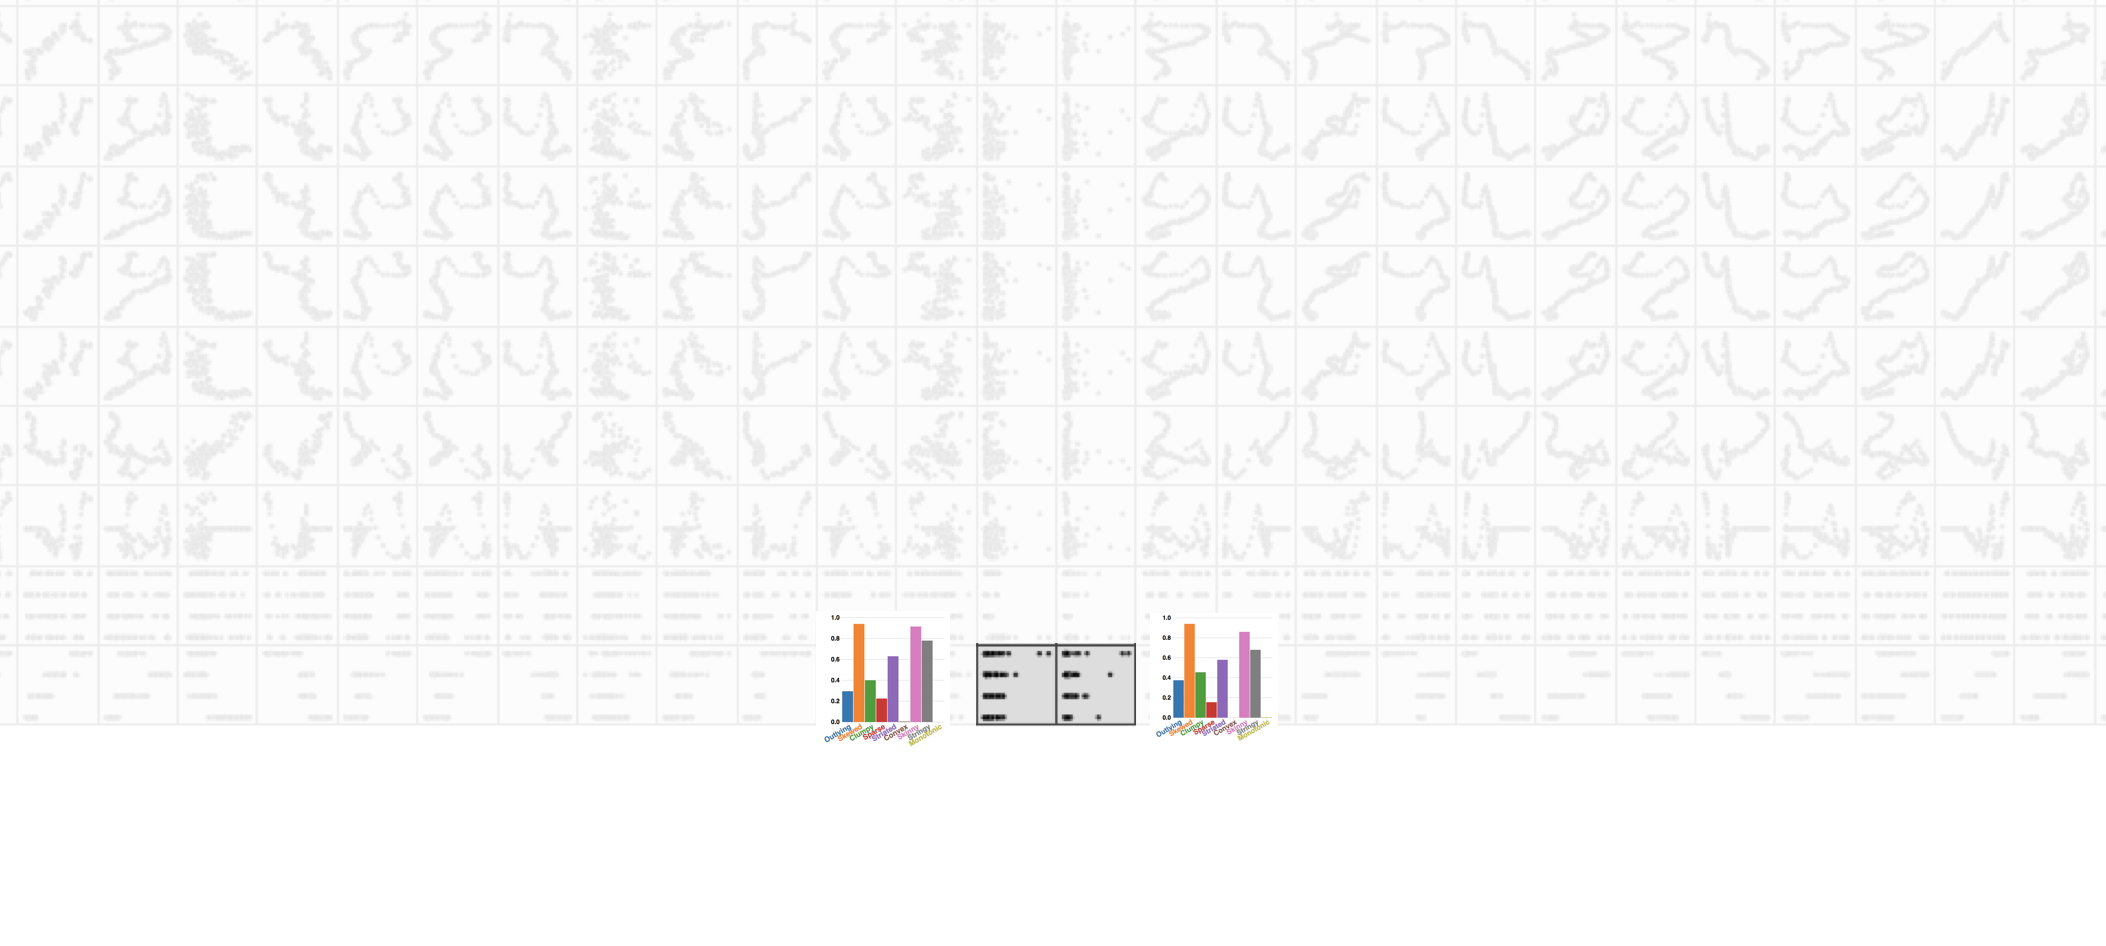 1.0
0.8
0.6
0.4
0.2
0.0
Outlying
Skewed
Clumpy
Sparse
Striated
Convex
Skinny
Stringy
Monotonic
1.0
0.8
0.6
0.4
0.2
0.0
Outlying
Skewed
Clumpy
Sparse
Striated
Convex
Skinny
Stringy
Monotonic